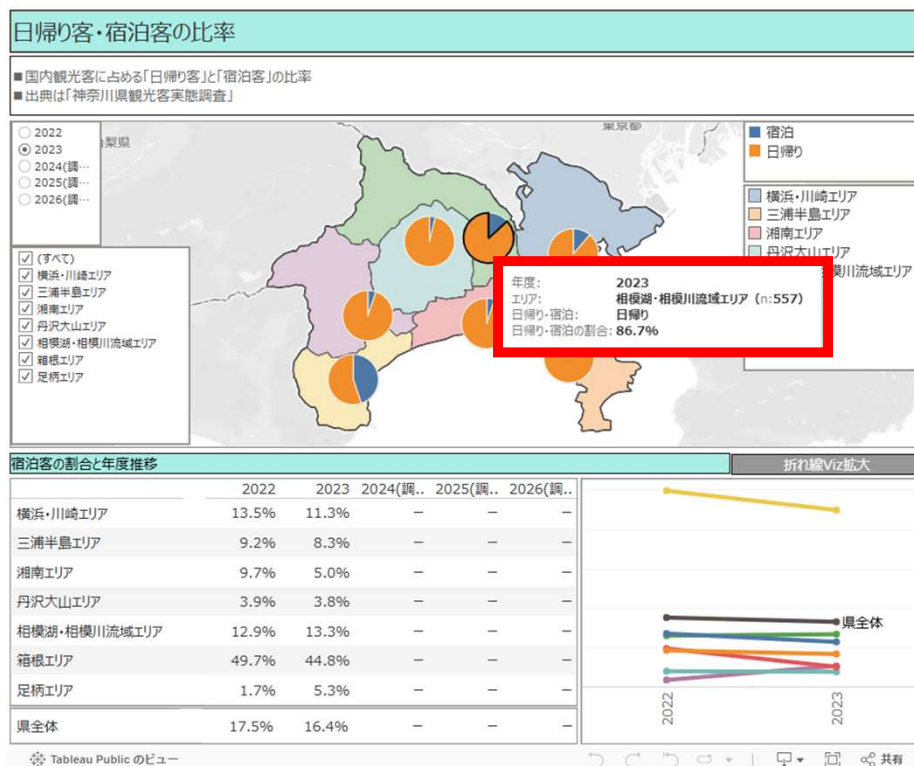 日帰り客・宿泊客の比率
■国内観光客に占める「日帰り客」と「宿泊客」の比率
■出典は「神奈川県観光客実態調査」
2022
2023
2024(調…
2025(調…
2026(調…
梨県
東京都
宿泊
日帰り
(すべて)
横浜・川崎エリア
三浦半島エリア
湘南エリア
丹沢大山エリア
相模湖・相模川流域エリア
箱根エリア
足柄エリア
横浜・川崎エリア
三浦半島エリア
湘南エリア
丹沢大山エリア
模川流域エリア
年度: 2023
エリア: 相模湖・相模川流域エリア (n:557)
日帰り・宿泊: 日帰り
日帰り・宿泊の割合: 86.7%
宿泊客の割合と年度推移
折れ線Viz拡大
2022 2023 2024(調.. 2025(調.. 2026(調..
横浜・川崎エリア 13.5% 11.3% – – –
三浦半島エリア 9.2% 8.3% – – –
湘南エリア 9.7% 5.0% – – –
丹沢大山エリア 3.9% 3.8% – – –
相模湖・相模川流域エリア 12.9% 13.3% – – –
箱根エリア 49.7% 44.8% – – –
足柄エリア 1.7% 5.3% – – –
県全体 17.5% 16.4% – – –
県全体
2022
2023
Tableau Public のビュー
共有